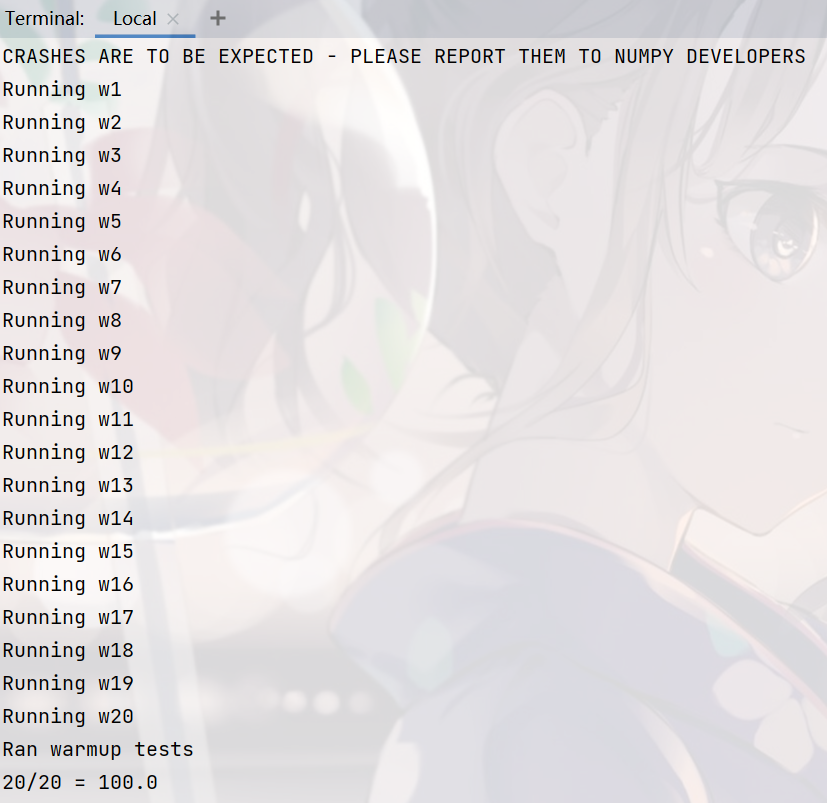 Terminal: Local × +
CRASHES ARE TO BE EXPECTED - PLEASE REPORT THEM TO NUMPY DEVELOPERS
Running w1
Running w2
Running w3
Running w4
Running w5
Running w6
Running w7
Running w8
Running w9
Running w10
Running w11
Running w12
Running w13
Running w14
Running w15
Running w16
Running w17
Running w18
Running w19
Running w20
Ran warmup tests
20/20 = 100.0